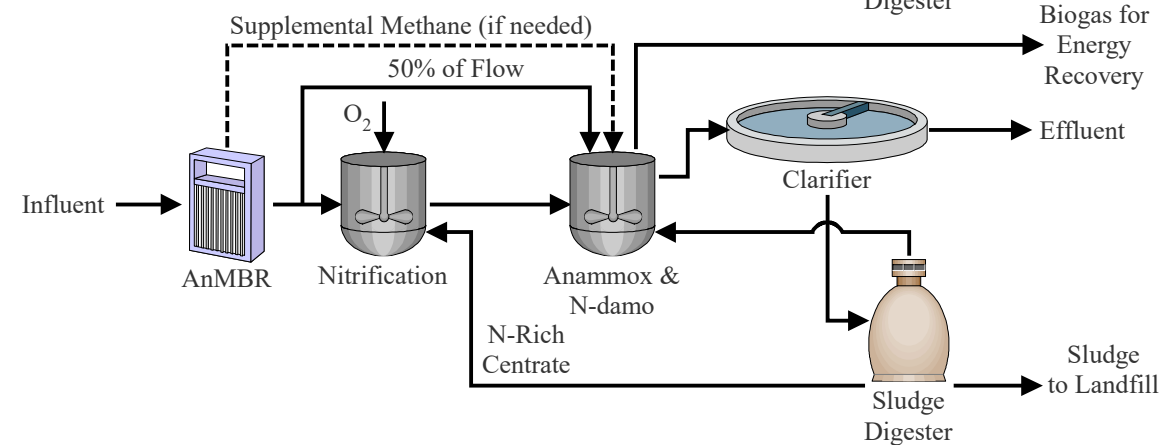 Digester
Supplemental Methane (if needed)
Biogas for
Energy
Recovery
50% of Flow
O2
Influent
AnMBR
Nitrification
Anammox &
N-damo
Clarifier
Effluent
N-Rich
Centrate
Sludge
Digester
Sludge
to Landfill